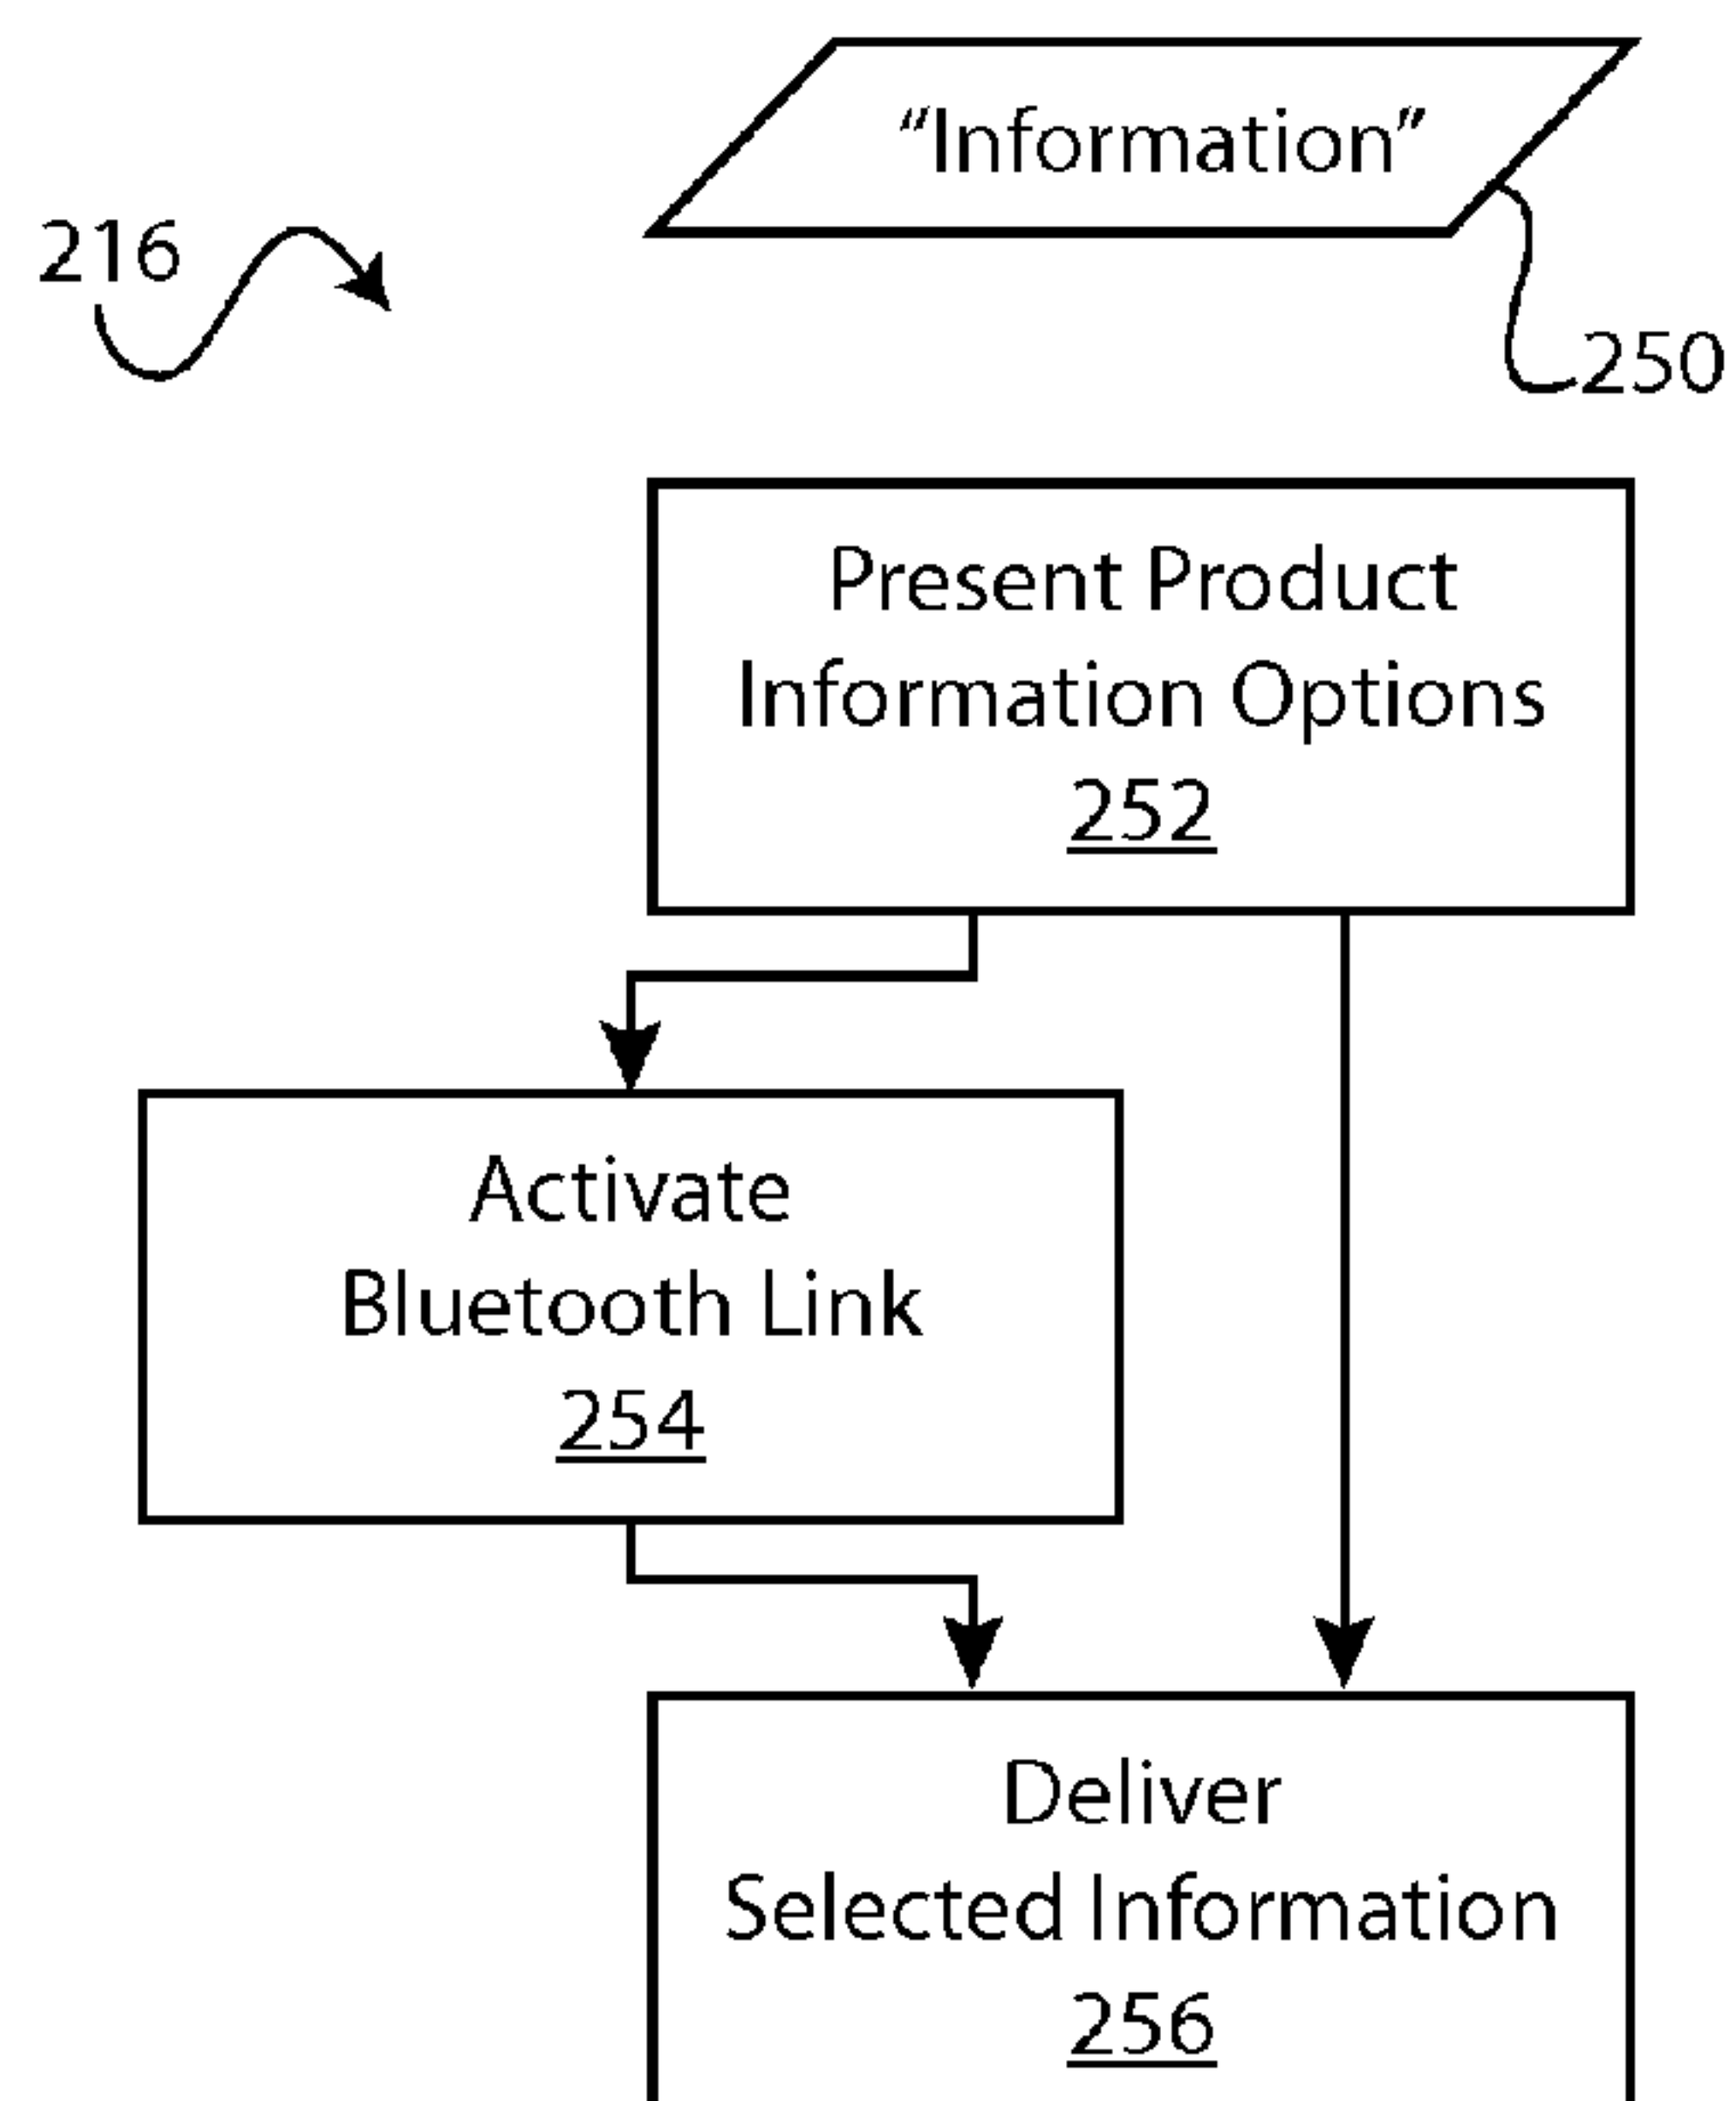 “Information”
216
250
Present Product
Information Options
252
Activate
Bluetooth Link
254
Deliver
Selected Information
256